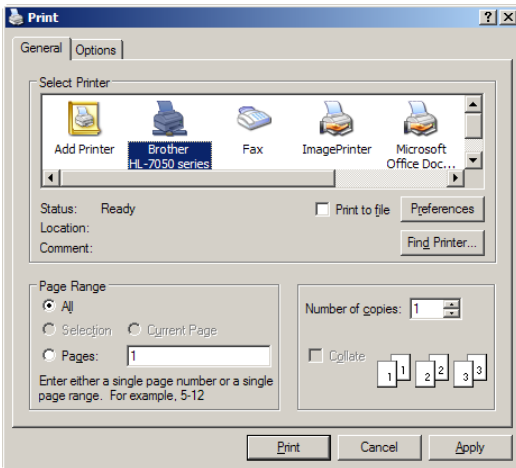 Print
General Options
Select Printer
Add Printer
Brother
HL-7050 series
Fax
ImagePrinter
Microsoft
Office Doc...
Status: Ready
Print to file Preferences
Location:
Comment:
Find Printer...
Page Range
All
Selection Current Page
Pages: 1
Enter either a single page number or a single
page range. For example, 5-12
Number of copies: 1
Collate
1 1 2 2 3 3
Print Cancel Apply